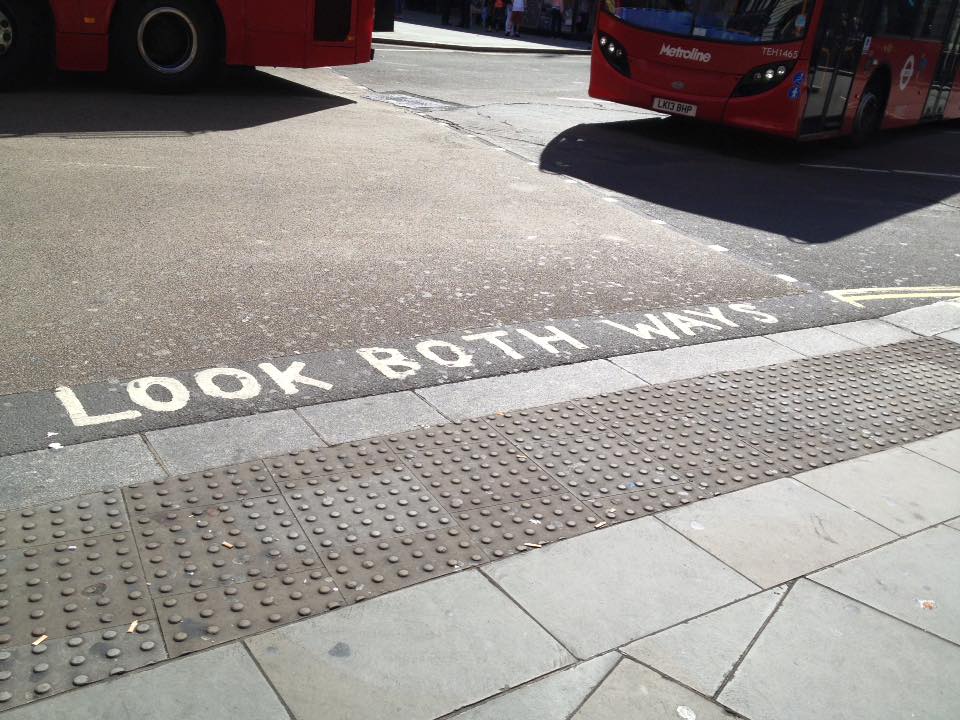 Metroline
TEH1465
LK13 BHP
LOOK BOTH WAYS